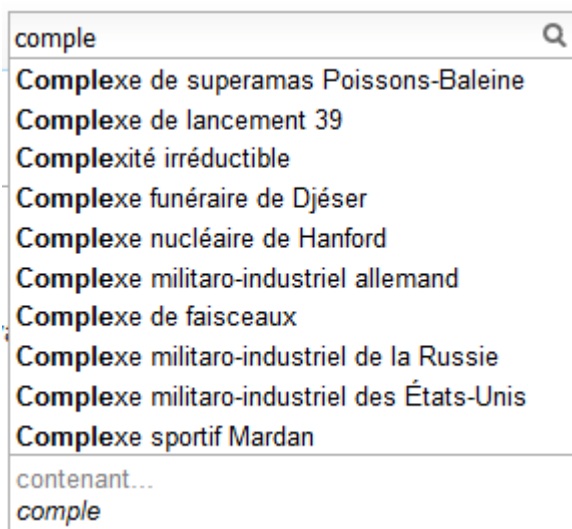 comple
Complexe de superamas Poissons-Baleine
Complexe de lancement 39
Complexité irréductible
Complexe funéraire de Djéser
Complexe nucléaire de Hanford
Complexe militaro-industriel allemand
Complexe de faisceaux
Complexe militaro-industriel de la Russie
Complexe militaro-industriel des États-Unis
Complexe sportif Mardan
contenant...
comple